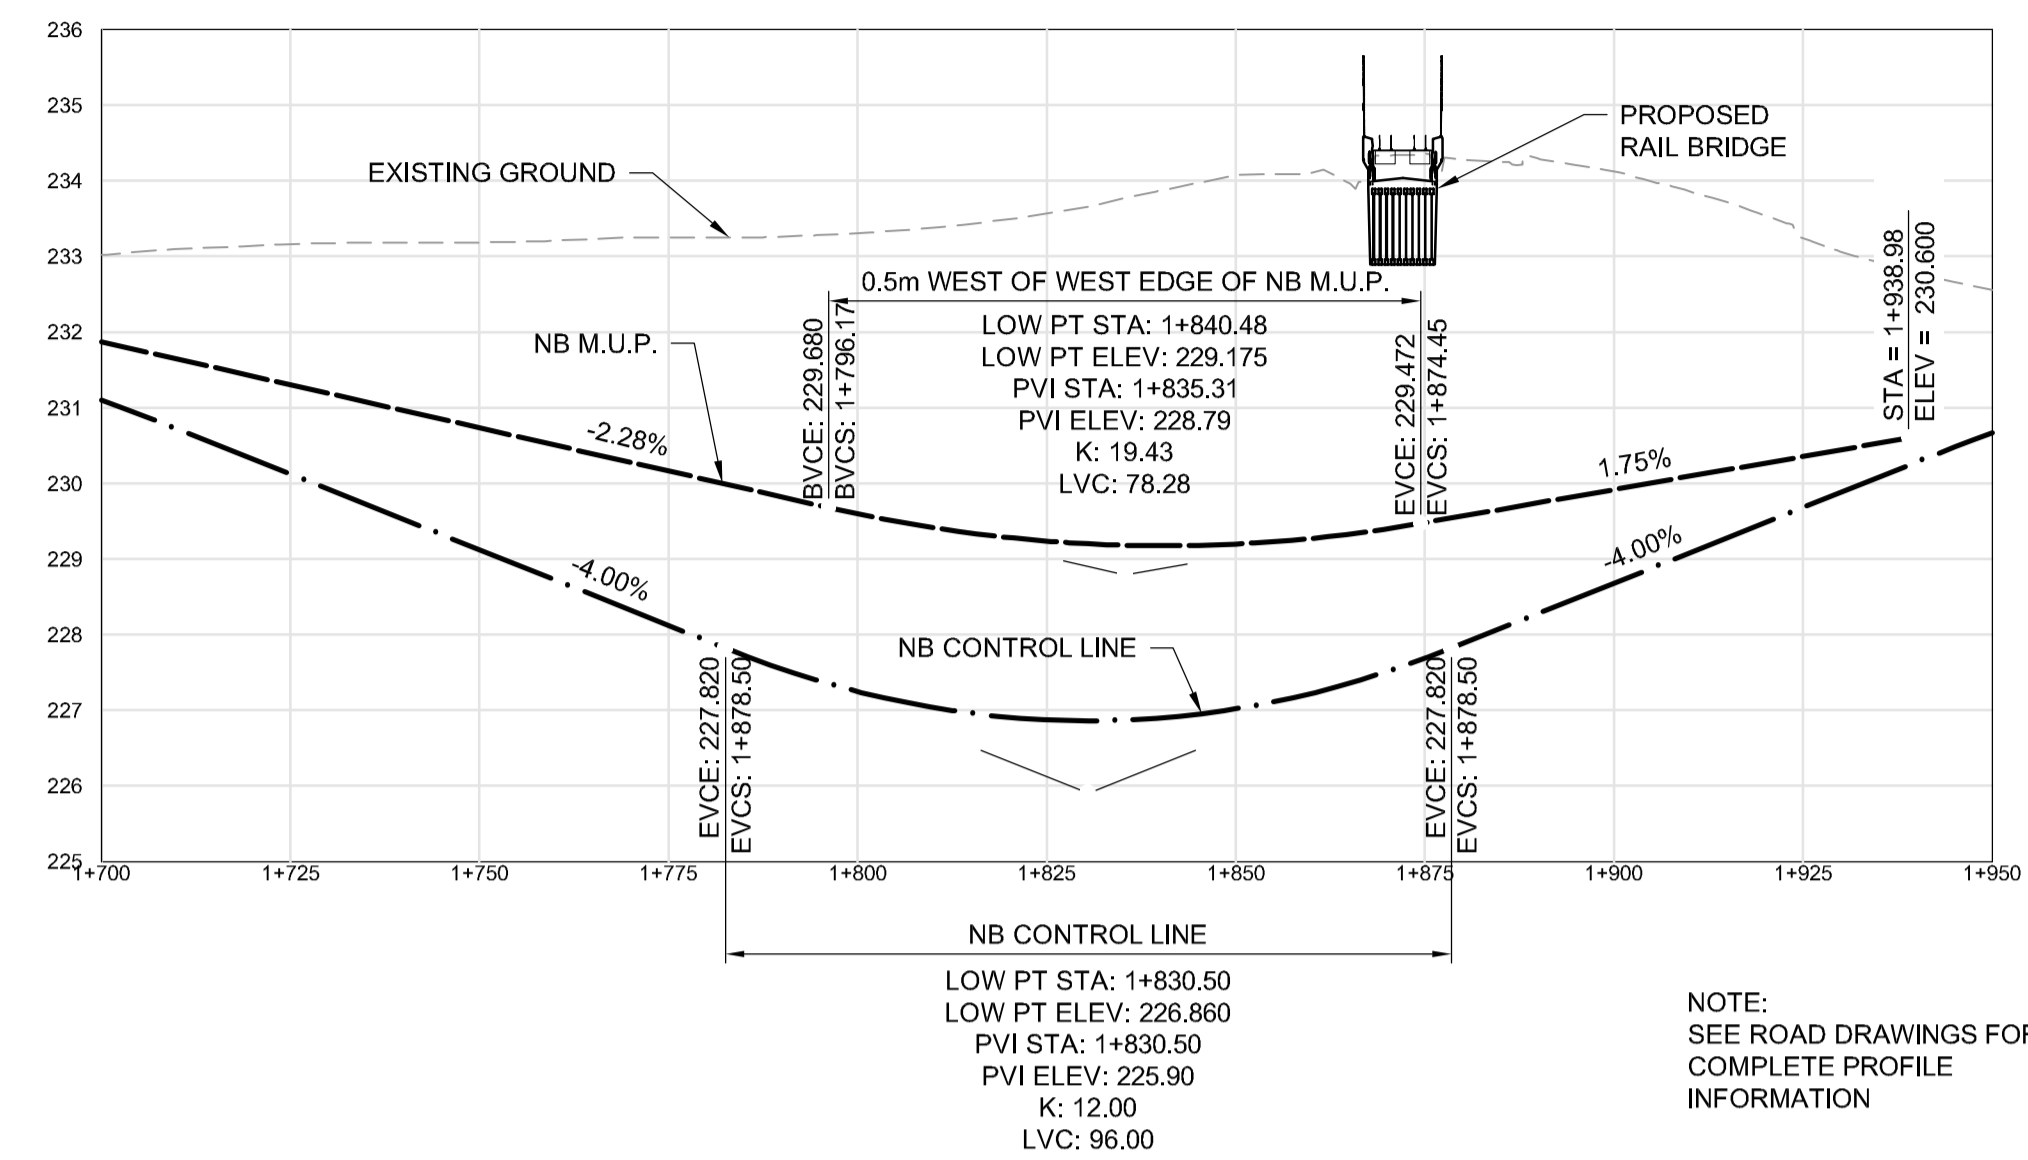 236
235
234
233
232
231
230
229
228
227
226
225
EXISTING GROUND
PROPOSED
RAIL BRIDGE
NB M.U.P.
0.5m WEST OF WEST EDGE OF NB M.U.P.
LOW PT STA: 1+840.48
LOW PT ELEV: 229.175
PVI STA: 1+835.31
PVI ELEV: 228.79
K: 19.43
LVC: 78.28
BVCE: 229.680
BVCS: 1+796.17
EVCE: 229.472
EVCS: 1+874.45
STA = 1+938.98
ELEV = 230.600
-2.28%
1.75%
-4.00%
-4.00%
NB CONTROL LINE
EVCE: 227.820
EVCS: 1+878.50
EVCE: 227.820
EVCS: 1+878.50
1+700
1+725
1+750
1+775
1+800
1+825
1+850
1+875
1+900
1+925
1+950
NB CONTROL LINE
LOW PT STA: 1+830.50
LOW PT ELEV: 226.860
PVI STA: 1+830.50
PVI ELEV: 225.90
K: 12.00
LVC: 96.00
NOTE:
SEE ROAD DRAWINGS FOR
COMPLETE PROFILE
INFORMATION